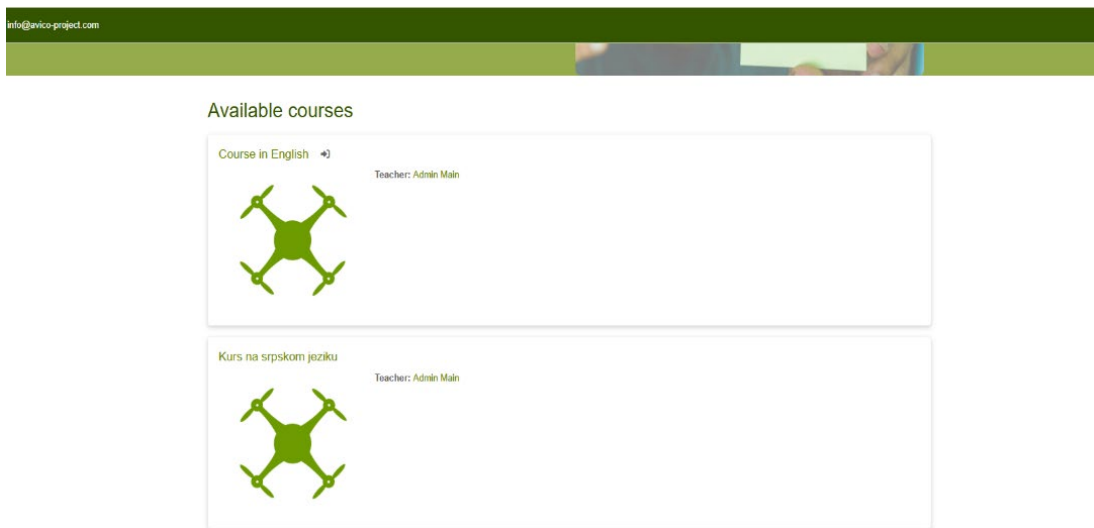 info@avico-project.com
Available courses
Course in English
Teacher: Admin Main
Kurs na srpskom jeziku
Teacher: Admin Main